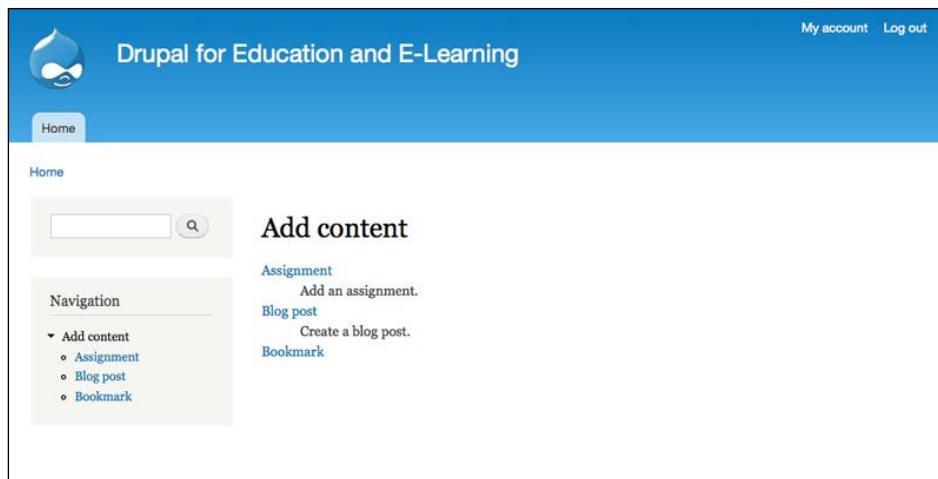 My account Log out
Drupal for Education and E-Learning
Home
Home
Add content
Assignment
Add an assignment.
Blog post
Create a blog post.
Bookmark
Navigation
Add content
Assignment
Blog post
Bookmark